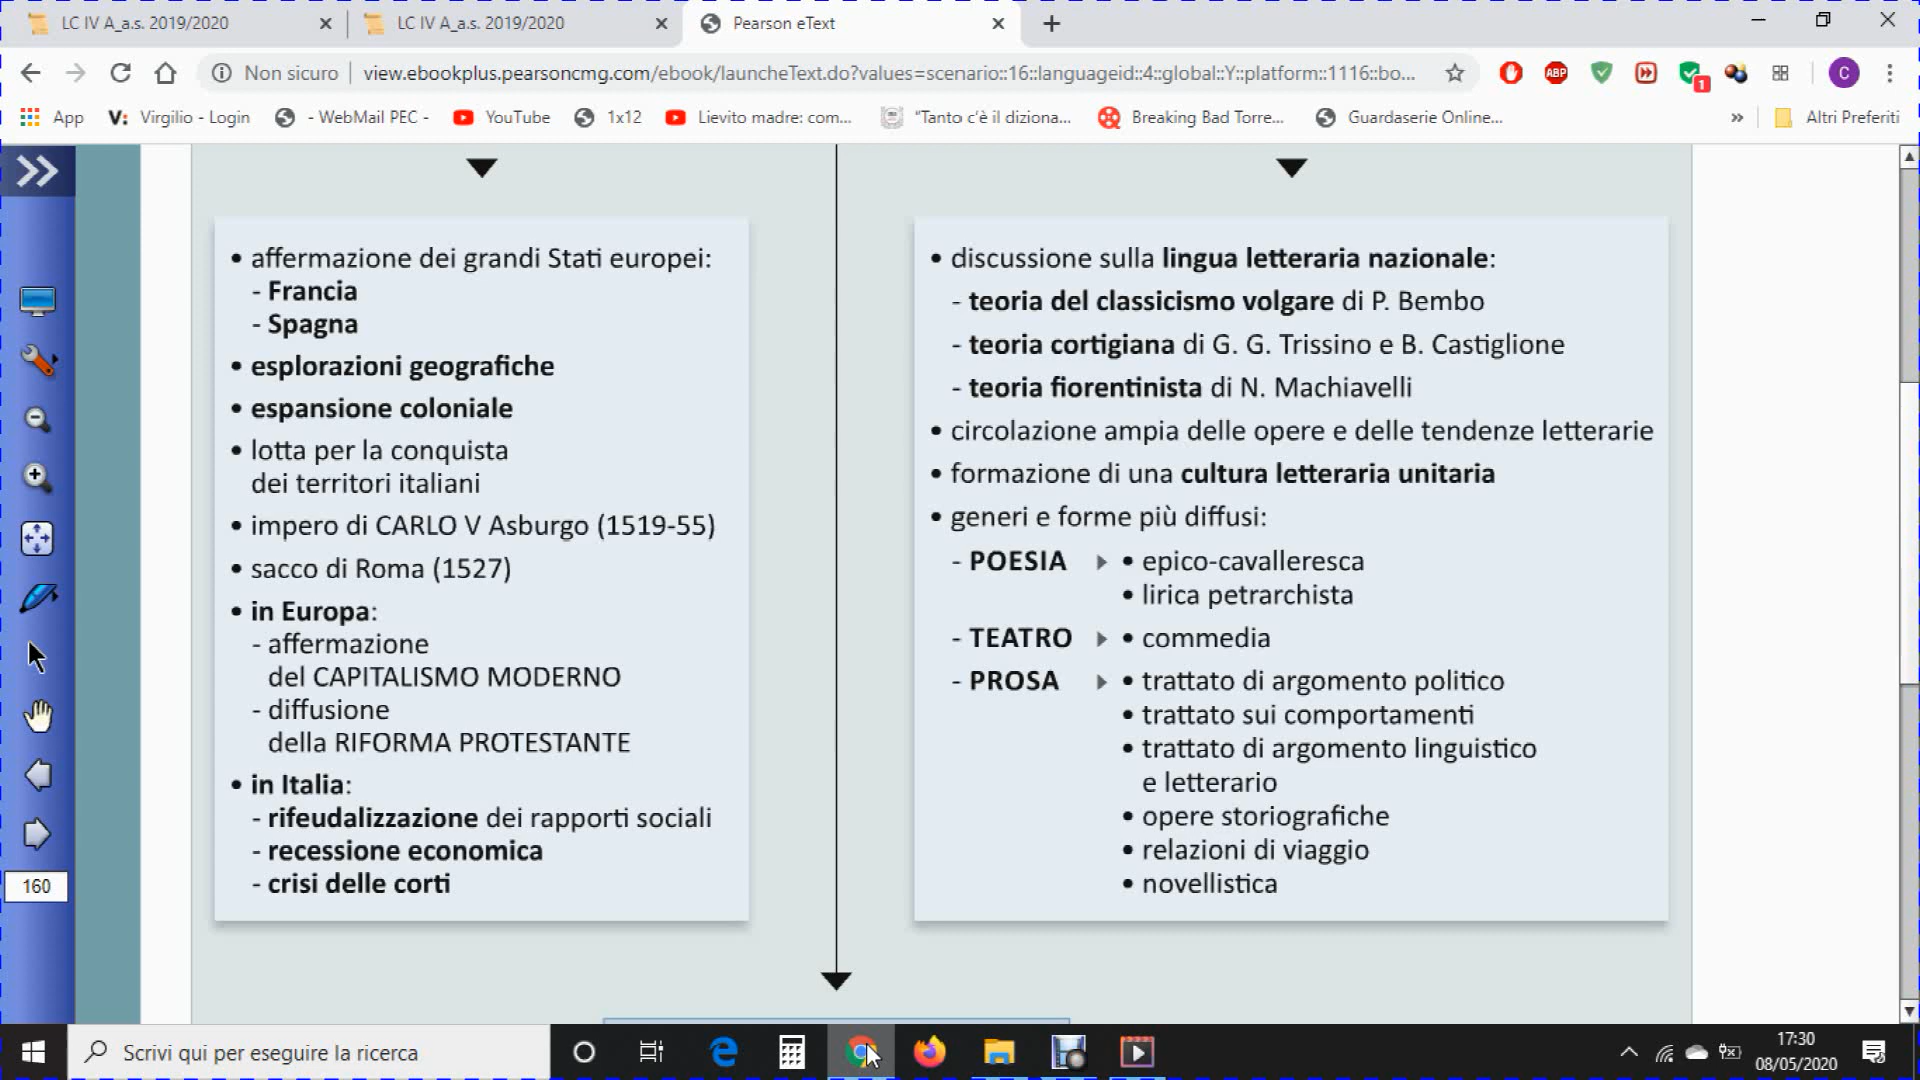 LC IV A_a.s. 2019/2020
LC IV A_a.s. 2019/2020
Pearson eText
Non sicuro
view.ebookplus.pearsoncmg.com/ebook/launcheText.do?values=scenario::16::languageid::4::global::Y::platform::1116::bo...
ABP
1
C
App
V: Virgilio - Login
- WebMail PEC -
YouTube
1x12
Lievito madre: com...
"Tanto c'è il diziona...
Breaking Bad Torre...
Guardaserie Online...
»
Altri Preferiti
• affermazione dei grandi Stati europei:
- Francia
- Spagna
• esplorazioni geografiche
• espansione coloniale
• lotta per la conquista
dei territori italiani
• impero di CARLO V Asburgo (1519-55)
• sacco di Roma (1527)
• in Europa:
- affermazione
del CAPITALISMO MODERNO
- diffusione
della RIFORMA PROTESTANTE
• in Italia:
- rifeudalizzazione dei rapporti sociali
- recessione economica
- crisi delle corti
• discussione sulla lingua letteraria nazionale:
- teoria del classicismo volgare di P. Bembo
- teoria cortigiana di G. G. Trissino e B. Castiglione
- teoria fiorentinista di N. Machiavelli
• circolazione ampia delle opere e delle tendenze letterarie
• formazione di una cultura letteraria unitaria
• generi e forme più diffusi:
- POESIA • epico-cavalleresca
• lirica petrarchista
- TEATRO • commedia
- PROSA • trattato di argomento politico
• trattato sui comportamenti
• trattato di argomento linguistico
e letterario
• opere storiografiche
• relazioni di viaggio
• novellistica
160
Scrivi qui per eseguire la ricerca
17:30
08/05/2020